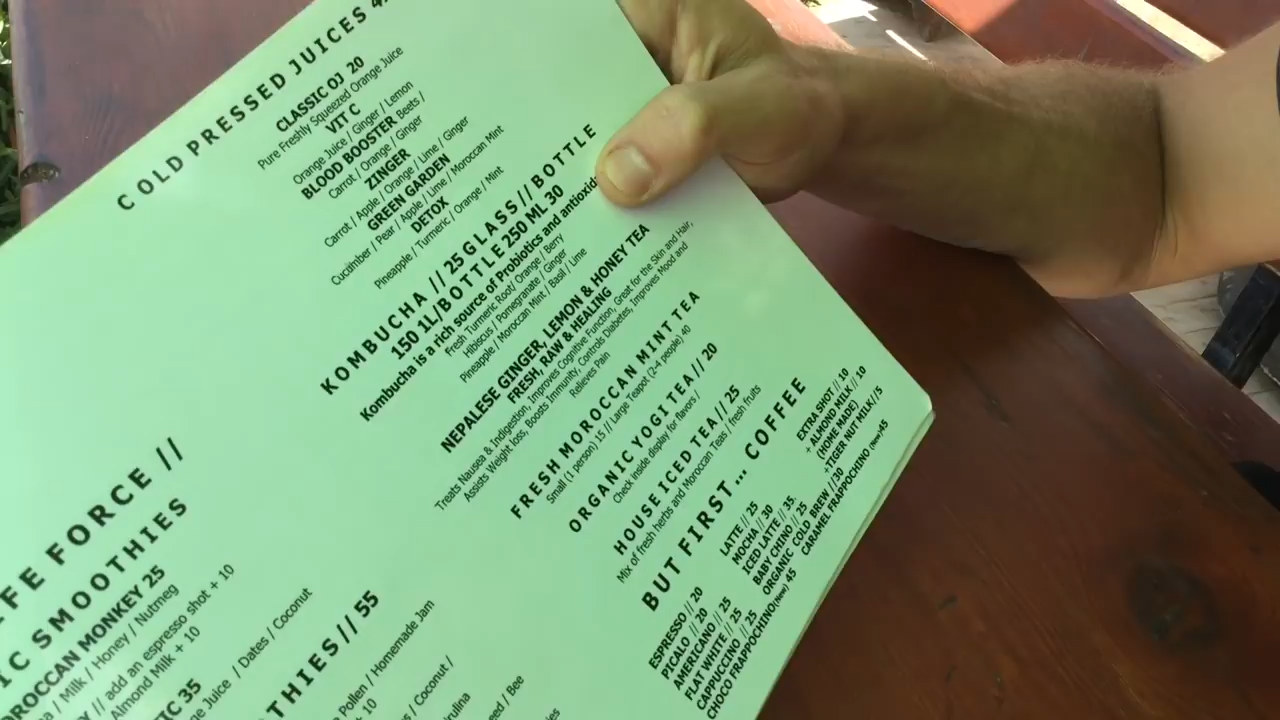 COLD PRESSED JUICES
CLASSIC OJ 20
Pure Freshly Squeezed Orange Juice
VIT C
Orange Juice / Ginger / Lemon
BLOOD BOOSTER Beets /
Carrot / Orange / Ginger
ZINGER
Carrot / Apple / Orange / Lime / Ginger
GREEN GARDEN
Cucumber / Pear / Apple / Lime / Moroccan Mint
DETOX
Pineapple / Turmeric / Orange / Mint
KOMBUCHA // 25 GLASS // BOTTLE
150 1L/BOTTLE 250 ML 30
Kombucha is a rich source of Probiotics and
Fresh Turmeric Root/ Orange / Berry
Hibiscus / Pomegranate / Ginger
Pineapple / Moroccan Mint / Basil / Lime
NEPALESE GINGER, LEMON & HONEY TEA
FRESH, RAW & HEALING
Treats Nausea & Indigestion, Improves Cognitive Function, Great for the Skin and Hair,
Assists Weight loss, Boosts Immunity, Controls Diabetes, Improves Mood and
Relieves Pain
FRESH MOROCCAN MINT TEA
Small (1 person) 15 // Large Teapot (2-4 people) 40
ORGANIC YOGI TEA // 20
Check inside display for flavors /
HOUSE ICED TEA // 25
Mix of fresh herbs and Moroccan Teas / fresh fruits
BUT FIRST... COFFEE
ESPRESSO // 20
PICALO // 20
AMERICANO // 25
FLAT WHITE // 25
CAPPUCCINO // 25
CHOCO FRAPPOCHINO(New) 45
LATTE // 25
MOCHA // 30
ICED LATTE // 35
BABY CHINO // 25
ORGANIC COLD BREW //30
CARAMEL FRAPPOCHINO (New)45
EXTRA SHOT // 10
+ ALMOND MILK // 10
(HOME MADE)
+TIGER NUT MILK//5
FORCE //
SMOOTHIES
MONKEY 25
/ Milk / Honey / Nutmeg
// add an espresso shot + 10
Almond Milk + 10
35
Juice / Dates / Coconut
// 55
Pollen / Homemade Jam
+ 10
/ Coconut /
/ Bee